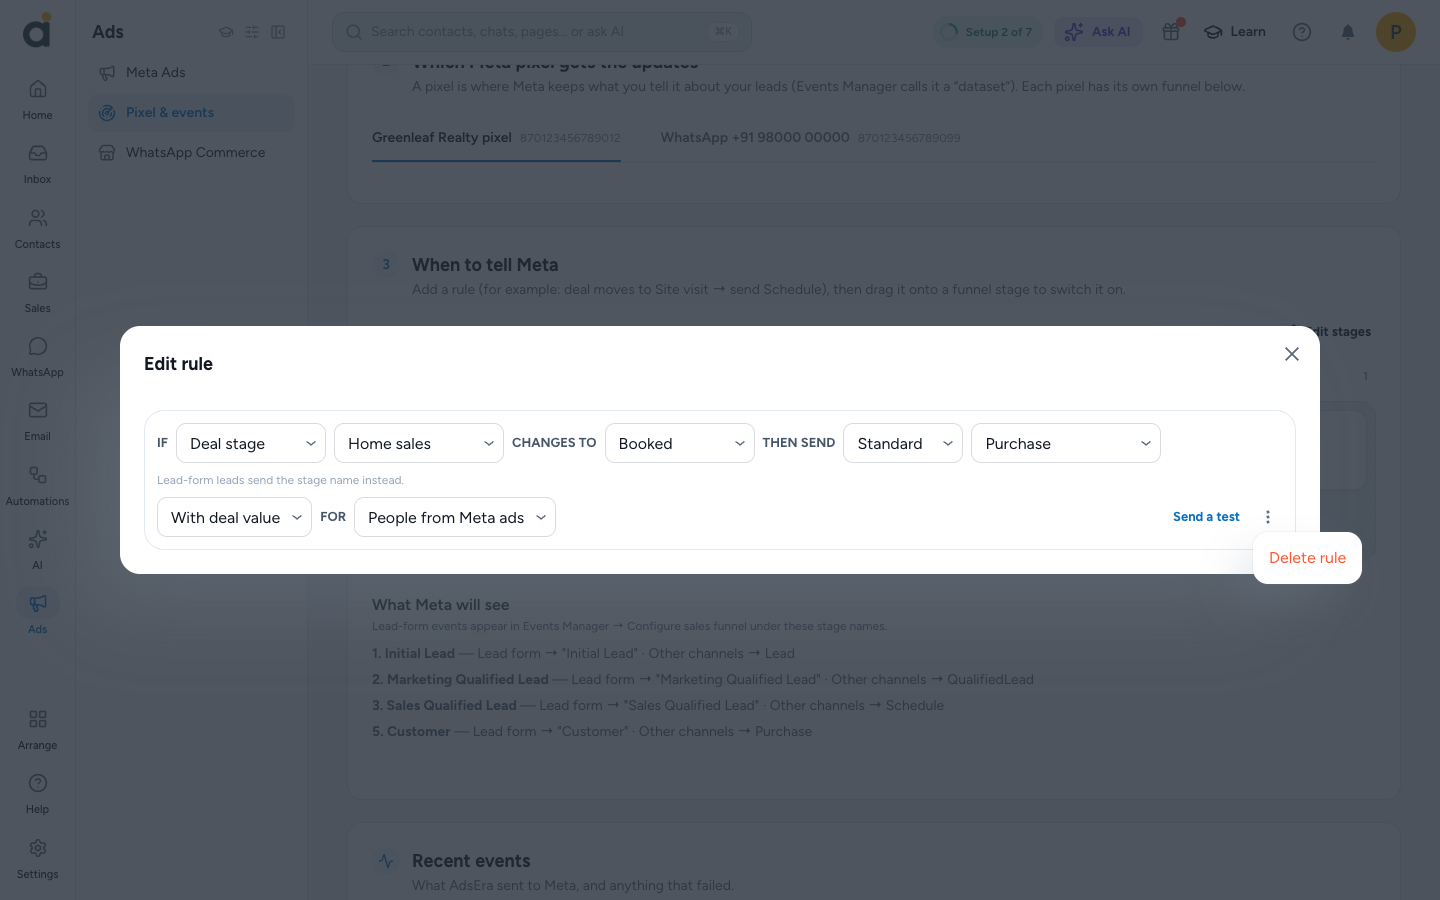 Ads
Search contacts, chats, pages... or ask AI
⌘K
Setup 2 of 7
Ask AI
Learn
P
Home
Inbox
Contacts
Sales
WhatsApp
Email
Automations
AI
Ads
Arrange
Help
Settings
Meta Ads
Pixel & events
WhatsApp Commerce
Which Meta pixel gets the updates
A pixel is where Meta keeps what you tell it about your leads (Events Manager calls it a "dataset"). Each pixel has its own funnel below.
Greenleaf Realty pixel 870123456789012
WhatsApp +91 98000 00000 870123456789099
3
When to tell Meta
Add a rule (for example: deal moves to Site visit → send Schedule), then drag it onto a funnel stage to switch it on.
dit stages
1
Edit rule
IF Deal stage Home sales CHANGES TO Booked THEN SEND Standard Purchase
Lead-form leads send the stage name instead.
With deal value FOR People from Meta ads
Send a test
Delete rule
What Meta will see
Lead-form events appear in Events Manager → Configure sales funnel under these stage names.
1. Initial Lead — Lead form → "Initial Lead" · Other channels → Lead
2. Marketing Qualified Lead — Lead form → "Marketing Qualified Lead" · Other channels → QualifiedLead
3. Sales Qualified Lead — Lead form → "Sales Qualified Lead" · Other channels → Schedule
5. Customer — Lead form → "Customer" · Other channels → Purchase
Recent events
What AdsEra sent to Meta, and anything that failed.